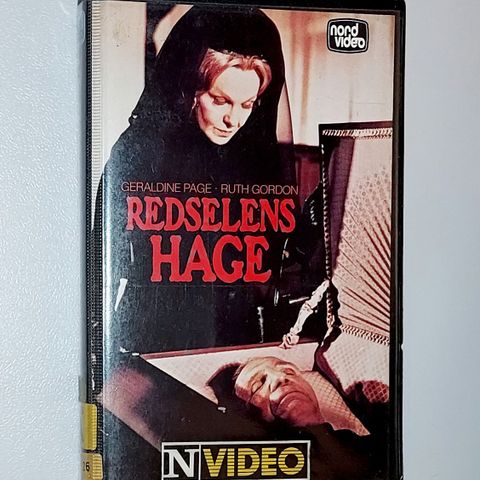 nord
video
GERALDINE PAGE · RUTH GORDON
REDSELENS
HAGE
N VIDEO